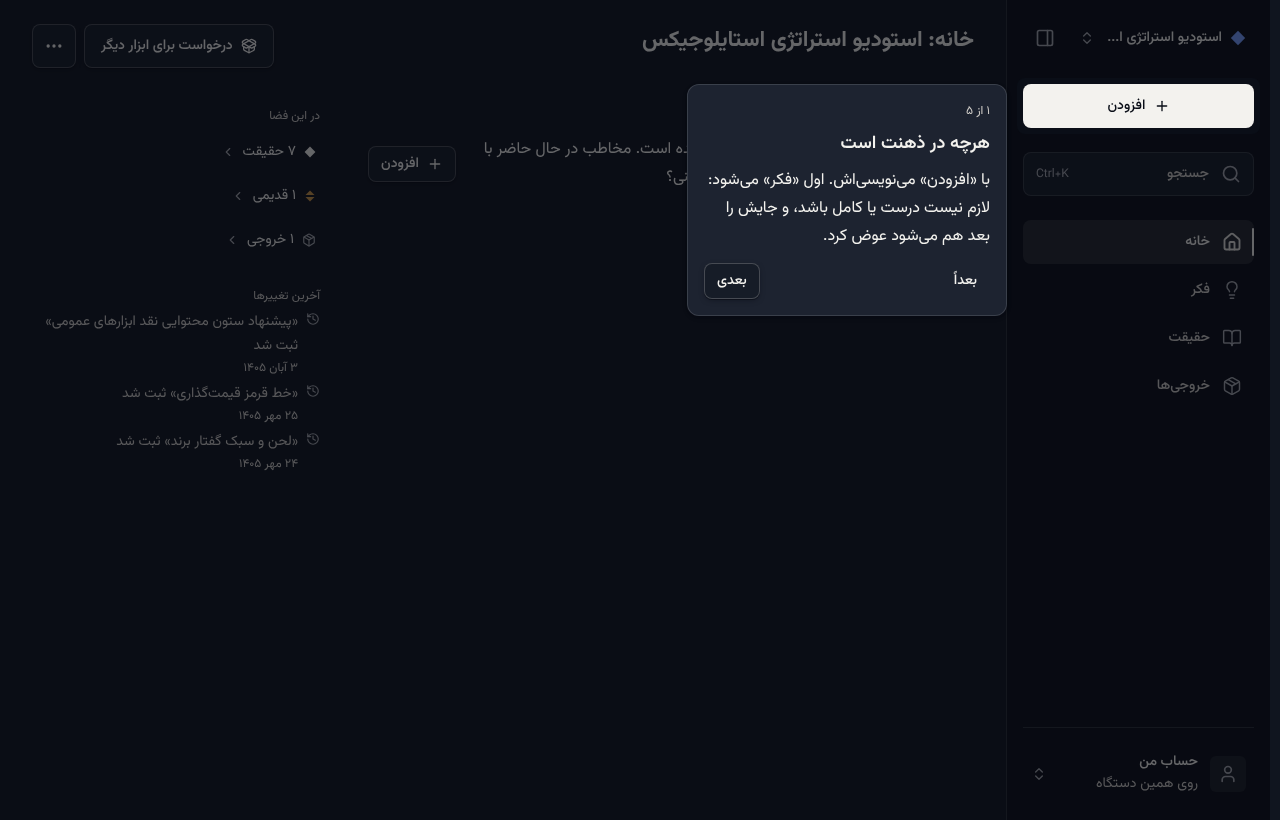 استودیو استراتژی ا...
افزودن
جستجو
Ctrl+K
خانه
فکر
حقیقت
خروجی‌ها
حساب من
روی همین دستگاه
خانه: استودیو استراتژی استایلوجیکس
درخواست برای ابزار دیگر
۱ از ۵
هرچه در ذهنت است
با «افزودن» می‌نویسی‌اش. اول «فکر» می‌شود:
لازم نیست درست یا کامل باشد، و جایش را
بعد هم می‌شود عوض کرد.
بعداً
بعدی
است. مخاطب در حال حاضر با
افزودن
در این فضا
۷ حقیقت
۱ قدیمی
۱ خروجی
آخرین تغییرها
«پیشنهاد ستون محتوایی نقد ابزارهای عمومی»
ثبت شد
۳ آبان ۱۴۰۵
«خط قرمز قیمت‌گذاری» ثبت شد
۲۵ مهر ۱۴۰۵
«لحن و سبک گفتار برند» ثبت شد
۲۴ مهر ۱۴۰۵